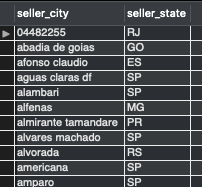 seller_city seller_state
04482255 RJ
abadia de goias GO
afonso claudio ES
aguas claras df SP
alambari SP
alfenas MG
almirante tamandare PR
alvares machado SP
alvorada RS
americana SP
amparo SP